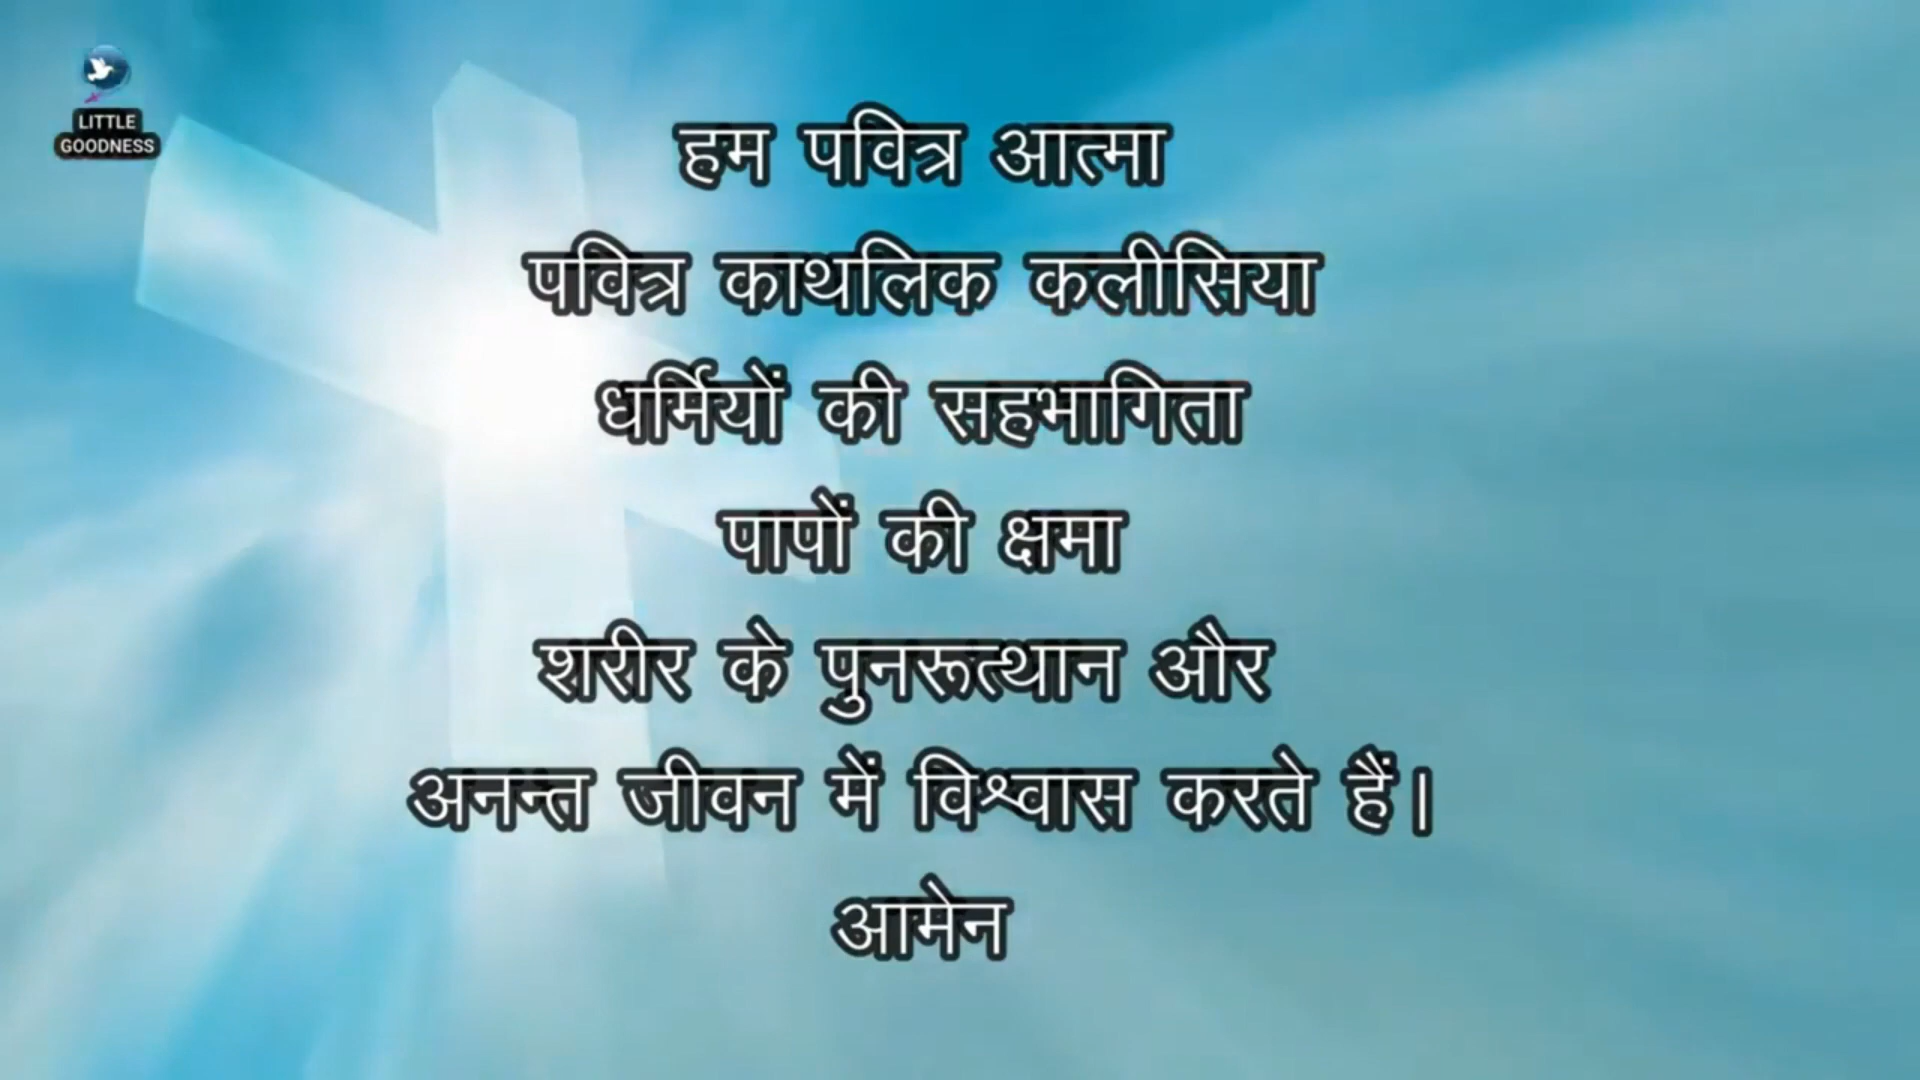 LITTLE
GOODNESS
हम पवित्र आत्मा
पवित्र काथलिक कलीसिया
धर्मियों की सहभागिता
पापों की क्षमा
शरीर के पुनरूत्थान और
अनन्त जीवन में विश्वास करते हैं।
आमेन